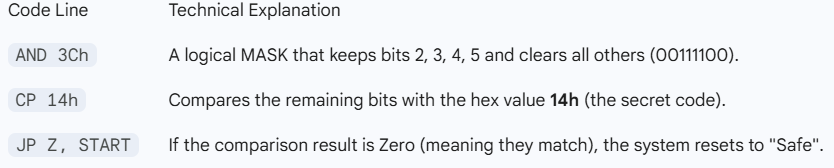 Code Line Technical Explanation
AND 3Ch A logical MASK that keeps bits 2, 3, 4, 5 and clears all others (00111100).
CP 14h Compares the remaining bits with the hex value 14h (the secret code).
JP Z, START If the comparison result is Zero (meaning they match), the system resets to "Safe".